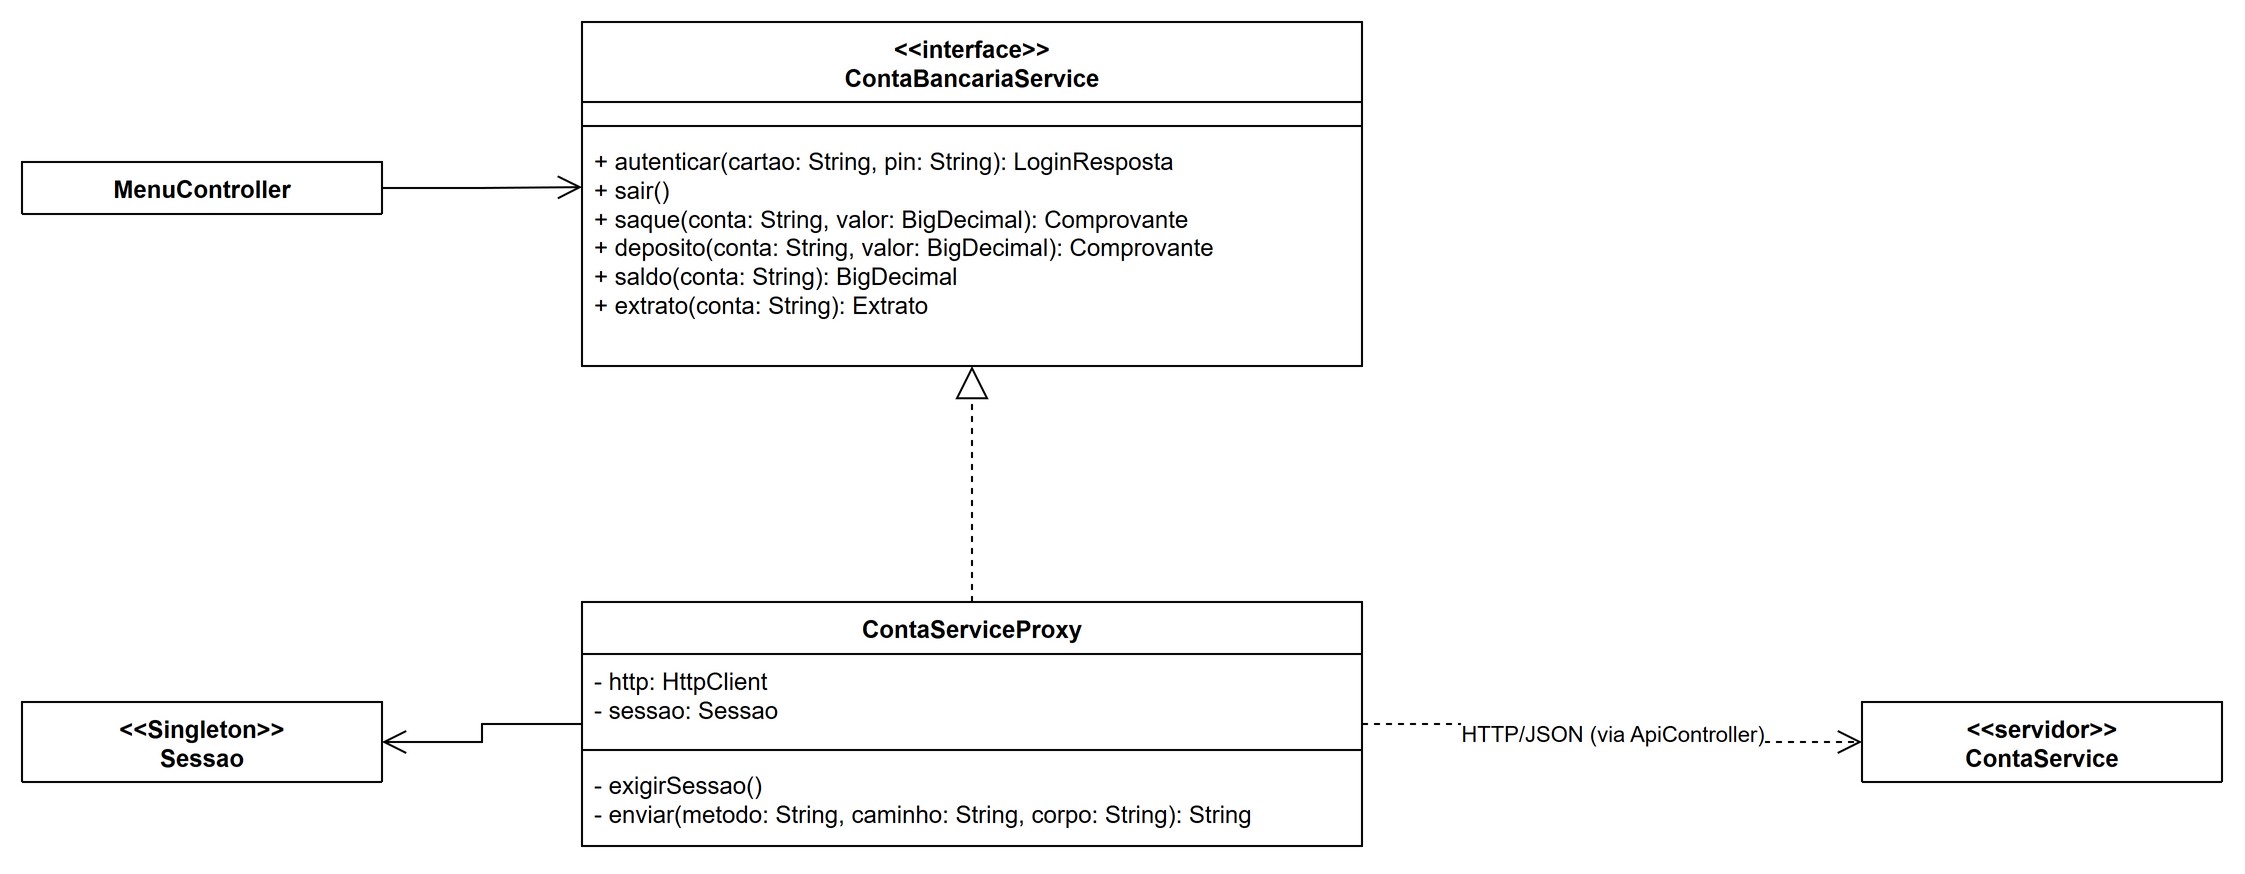 <<interface>>
ContaBancariaService
+ autenticar(cartao: String, pin: String): LoginResposta
+ sair()
+ saque(conta: String, valor: BigDecimal): Comprovante
+ deposito(conta: String, valor: BigDecimal): Comprovante
+ saldo(conta: String): BigDecimal
+ extrato(conta: String): Extrato
MenuController
ContaServiceProxy
- http: HttpClient
- sessao: Sessao
- exigirSessao()
- enviar(metodo: String, caminho: String, corpo: String): String
<<Singleton>>
Sessao
HTTP/JSON (via ApiController)
<<servidor>>
ContaService